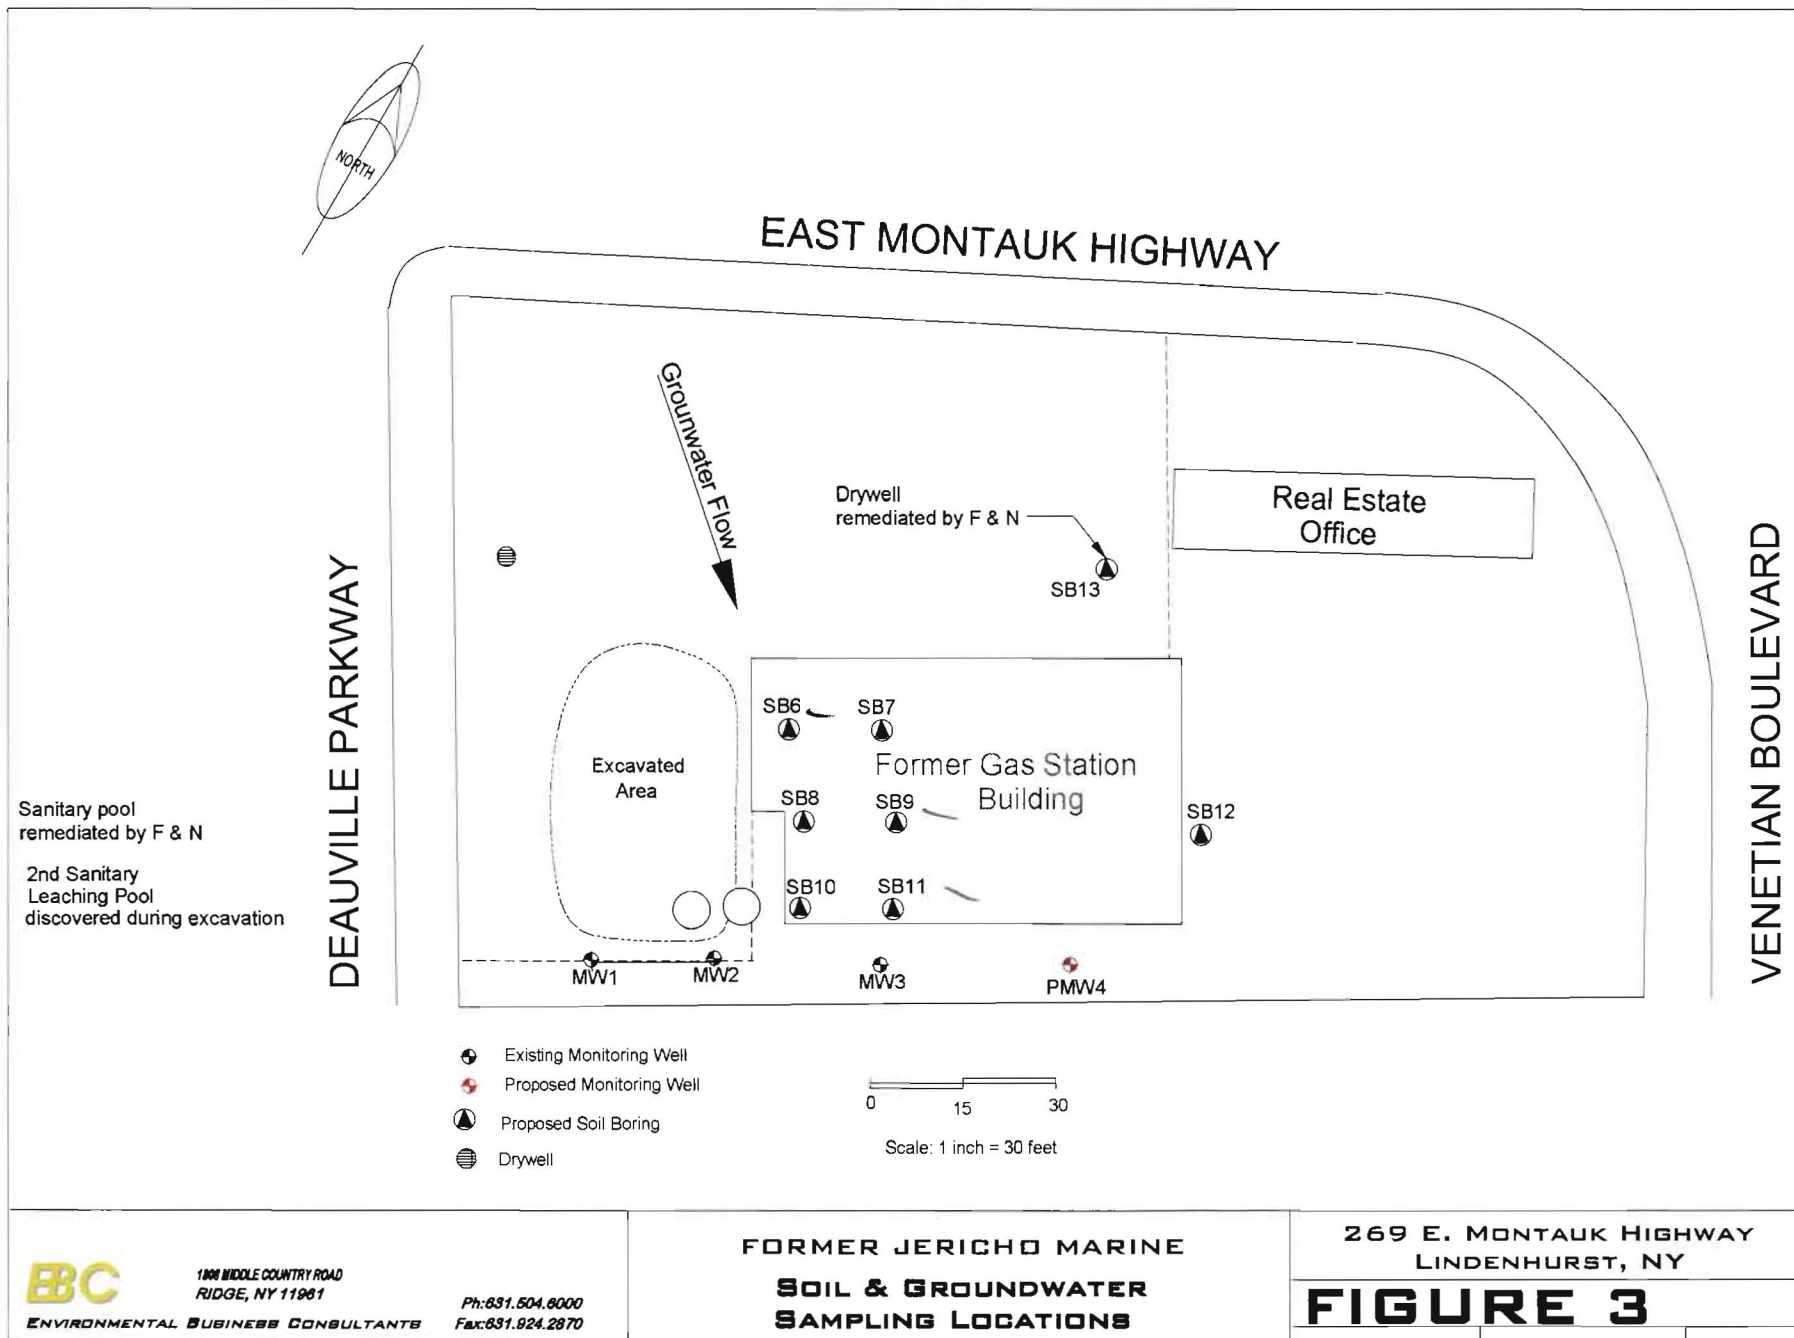 NORTH
EAST MONTAUK HIGHWAY
Grounwater Flow
Drywell
remediated by F & N
SB13
Real Estate
Office
DEAUVILLE PARKWAY
VENETIAN BOULEVARD
SB6
SB7
Former Gas Station
Building
Excavated
Area
SB8
SB9
SB12
Sanitary pool
remediated by F & N
2nd Sanitary
Leaching Pool
discovered during excavation
SB10
SB11
MW1
MW2
MW3
PMW4
Existing Monitoring Well
Proposed Monitoring Well
Proposed Soil Boring
Drywell
0 15 30
Scale: 1 inch = 30 feet
EBC
1808 MIDDLE COUNTRY ROAD
RIDGE, NY 11961
Ph:631.504.6000
ENVIRONMENTAL BUSINESS CONSULTANTS
Fax:631.924.2870
FORMER JERICHO MARINE
SOIL & GROUNDWATER
SAMPLING LOCATIONS
269 E. MONTAUK HIGHWAY
LINDENHURST, NY
FIGURE 3